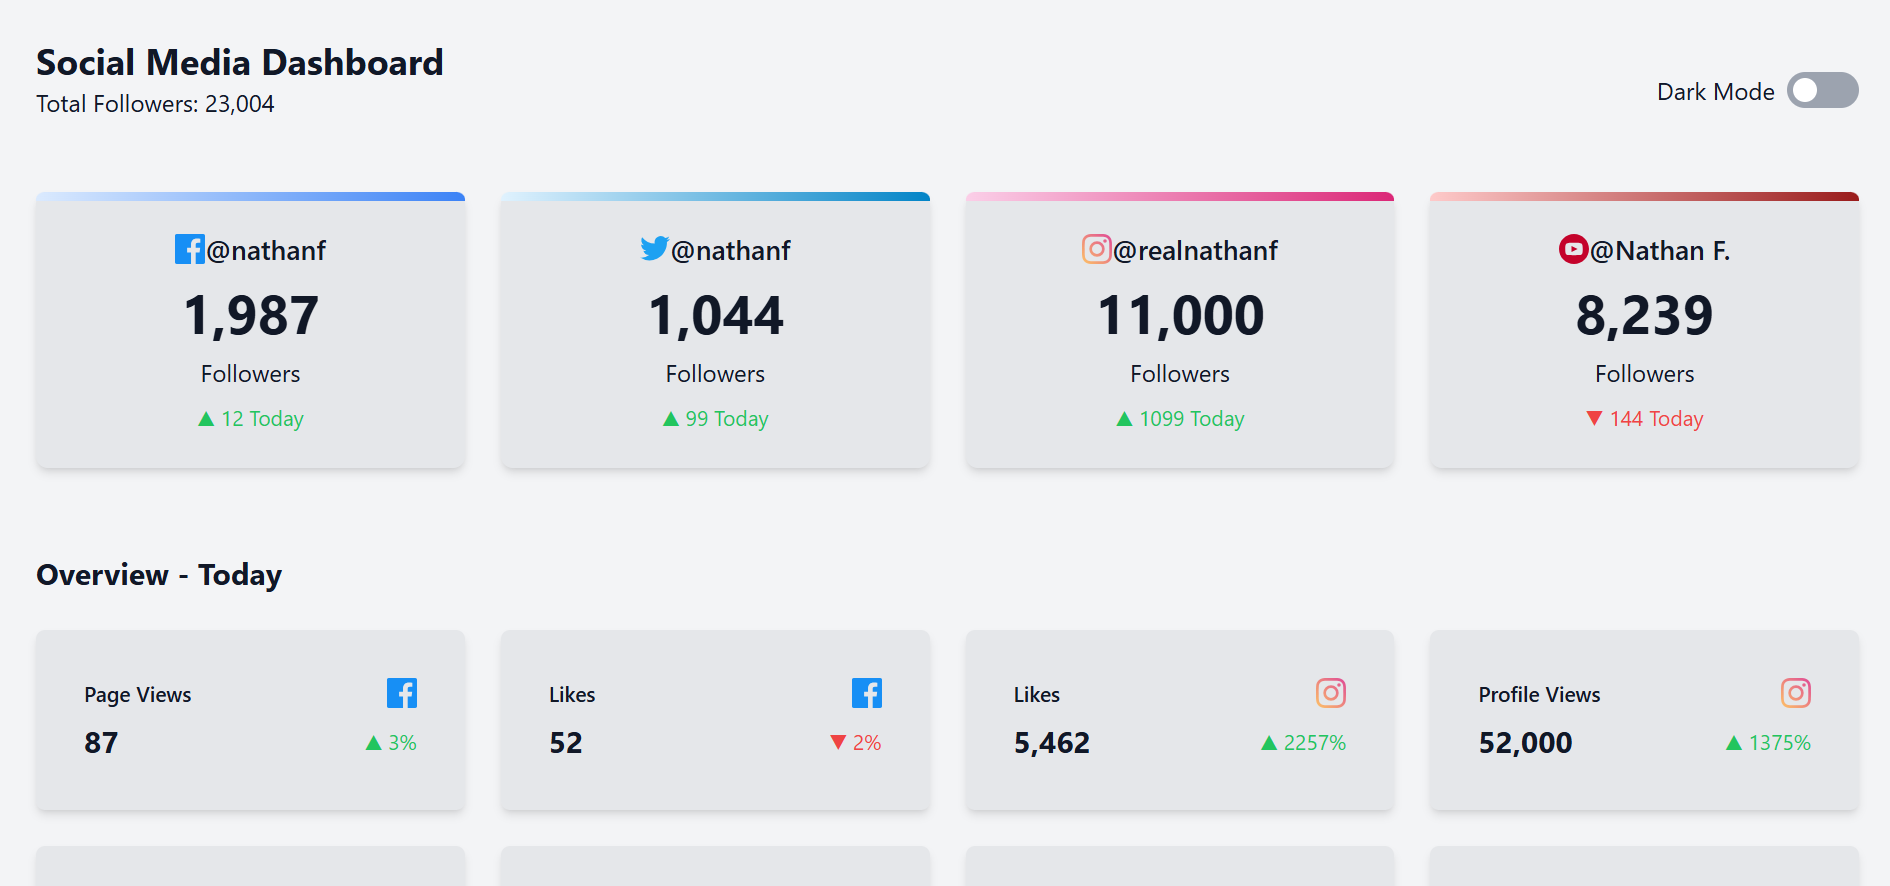 Social Media Dashboard
Total Followers: 23,004
Dark Mode
@nathanf
1,987
Followers
▲ 12 Today
@nathanf
1,044
Followers
▲ 99 Today
@realnathanf
11,000
Followers
▲ 1099 Today
@Nathan F.
8,239
Followers
▼ 144 Today
Overview - Today
Page Views
87
▲ 3%
Likes
52
▼ 2%
Likes
5,462
▲ 2257%
Profile Views
52,000
▲ 1375%